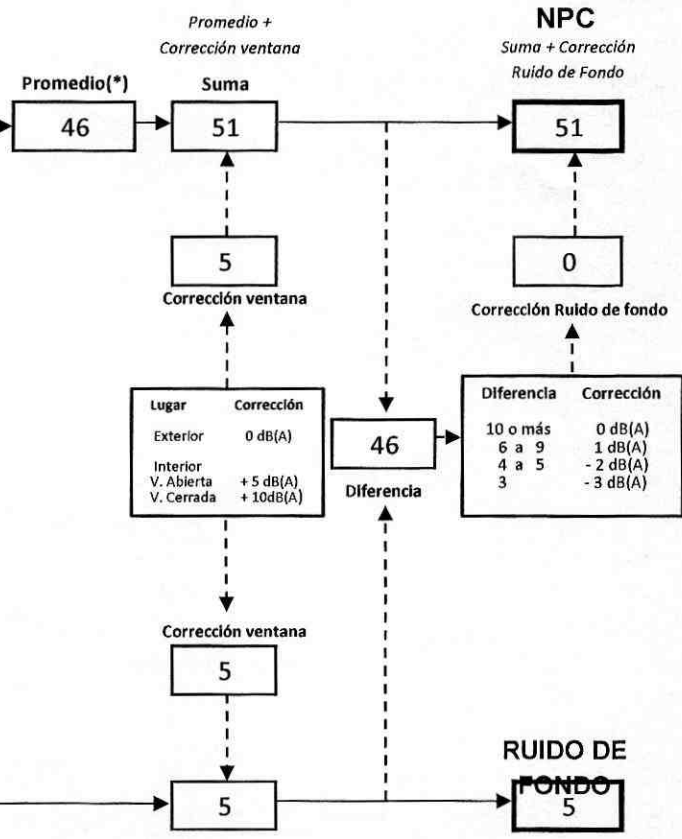 Promedio +
Corrección ventana
NPC
Suma + Corrección
Ruido de Fondo
Promedio(*)
Suma
46
51
51
5
0
Corrección ventana
Corrección Ruido de fondo
Lugar Corrección
Exterior 0 dB(A)
Interior
V. Abierta + 5 dB(A)
V. Cerrada + 10dB(A)
46
Diferencia
Diferencia Corrección
10 o más 0 dB(A)
6 a 9 1 dB(A)
4 a 5 - 2 dB(A)
3 - 3 dB(A)
Corrección ventana
5
RUIDO DE
FONDO
5
5